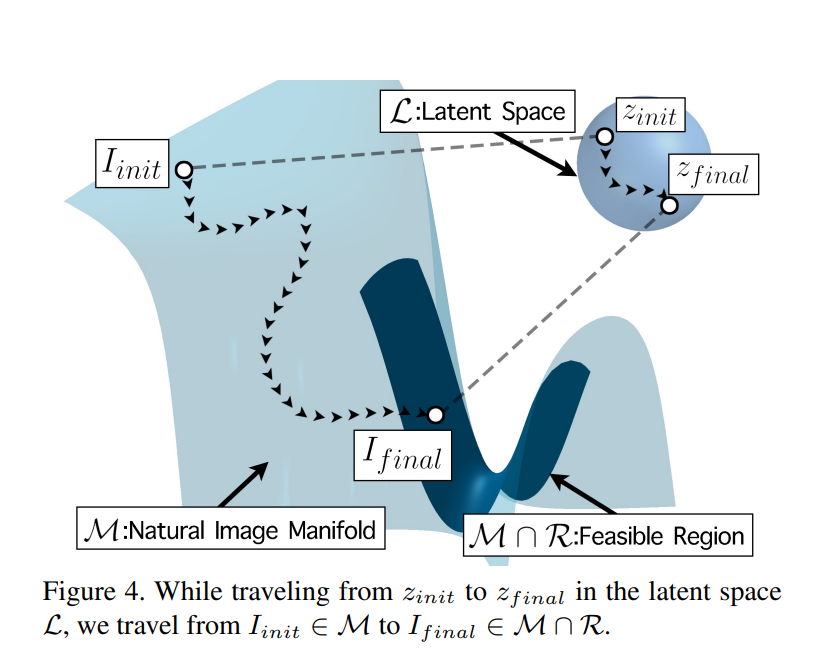 ℒ:Latent Space
z_init
I_init
z_final
I_final
ℳ:Natural Image Manifold
ℳ ∩ ℛ:Feasible Region
Figure 4. While traveling from z_init to z_final in the latent space
ℒ, we travel from I_init ∈ ℳ to I_final ∈ ℳ ∩ ℛ.